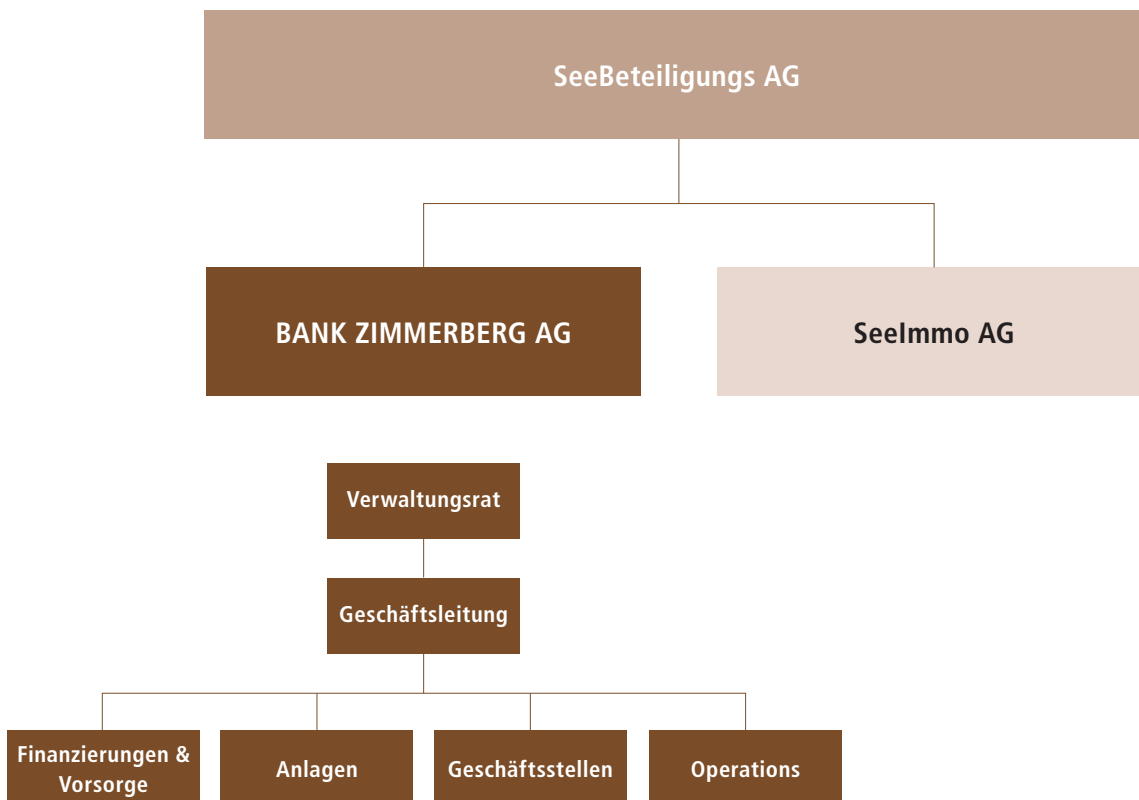 SeeBeteiligungs AG
BANK ZIMMERBERG AG
SeeImmo AG
Verwaltungsrat
Geschäftsleitung
Finanzierungen &
Vorsorge
Anlagen
Geschäftsstellen
Operations